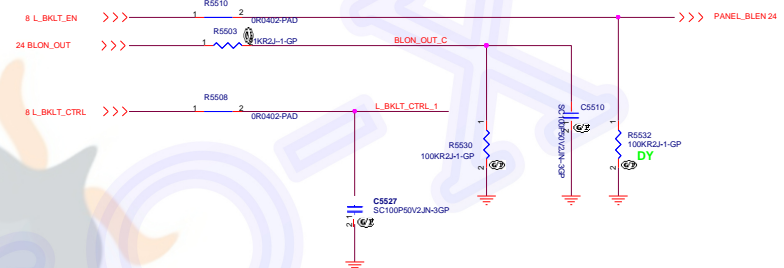 R5510
8 L_BKLT_EN
1
2
0R0402-PAD
PANEL_BLEN 24
R5503
24 BLON_OUT
1
1KR2J-1-GP
BLON_OUT_C
R5508
8 L_BKLT_CTRL
1
2
0R0402-PAD
L_BKLT_CTRL_1
C5510
SC100P50V2JN-3GP
2
1
R5530
100KR2J-1-GP
2
1
R5532
100KR2J-1-GP
DY
2
C5527
SC100P50V2JN-3GP
2 1